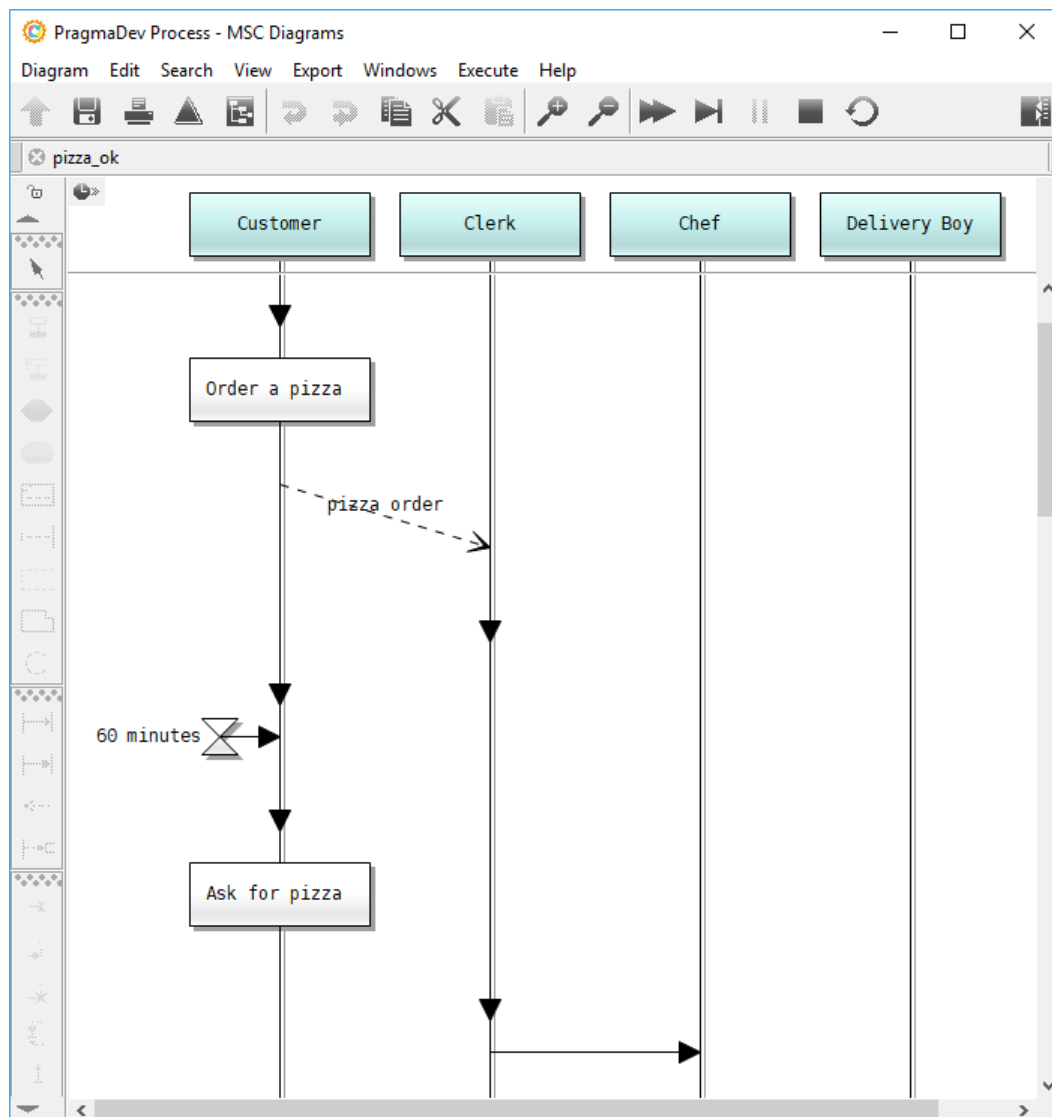 PragmaDev Process - MSC Diagrams
Diagram Edit Search View Export Windows Execute Help
pizza_ok
Customer Clerk Chef Delivery Boy
Order a pizza
pizza order
60 minutes
Ask for pizza